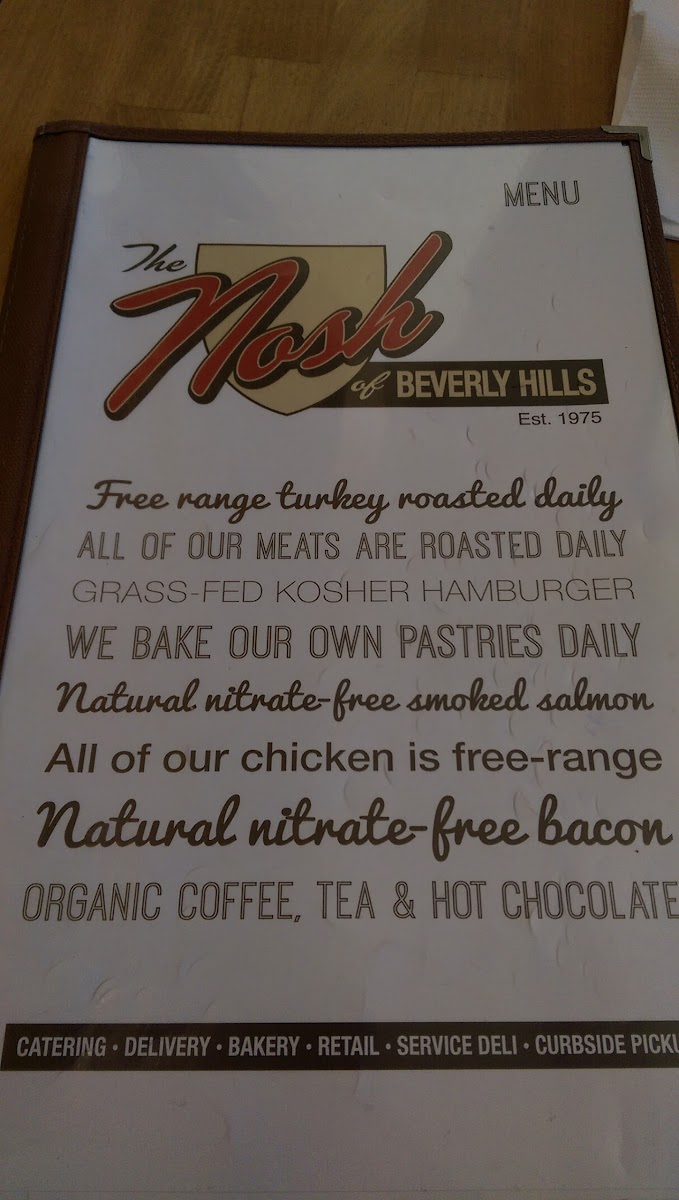 MENU
The
Nosh
of BEVERLY HILLS
Est. 1975
Free range turkey roasted daily
ALL OF OUR MEATS ARE ROASTED DAILY
GRASS-FED KOSHER HAMBURGER
WE BAKE OUR OWN PASTRIES DAILY
Natural nitrate-free smoked salmon
All of our chicken is free-range
Natural nitrate-free bacon
ORGANIC COFFEE, TEA & HOT CHOCOLATE
CATERING • DELIVERY • BAKERY • RETAIL • SERVICE DELI • CURBSIDE